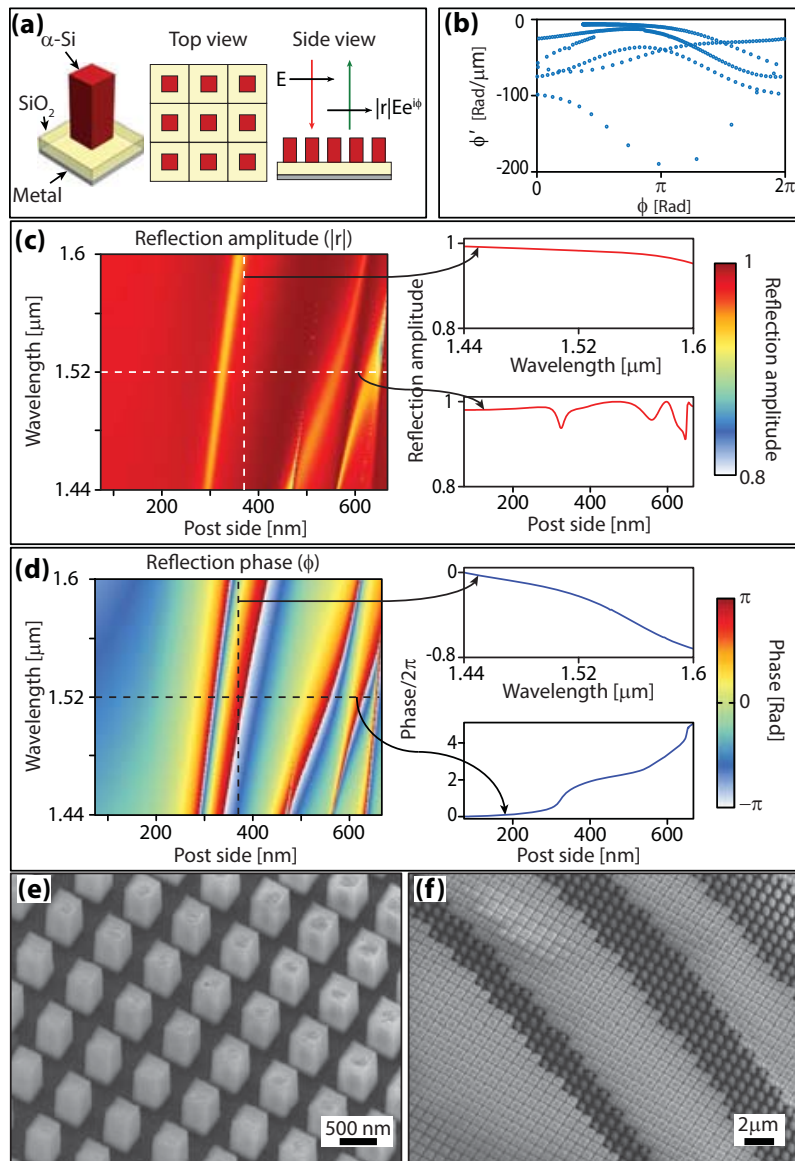 (a)
α-Si
SiO2
Metal
Top view
Side view
E
|r|Ee^iϕ
(b)
ϕ' [Rad/μm]
0
-100
-200
0
π
2π
ϕ [Rad]
(c)
Reflection amplitude (|r|)
Wavelength [μm]
1.6
1.52
1.44
200
400
600
Post side [nm]
Reflection amplitude
1
0.8
1.44
1.52
1.6
Wavelength [μm]
1
0.8
200
400
600
Post side [nm]
1
0.8
Reflection amplitude
(d)
Reflection phase (ϕ)
Wavelength [μm]
1.6
1.52
1.44
200
400
600
Post side [nm]
Phase/2π
0
-0.8
1.44
1.52
1.6
Wavelength [μm]
4
2
0
200
400
600
Post side [nm]
π
0
−π
Phase [Rad]
(e)
500 nm
(f)
2μm